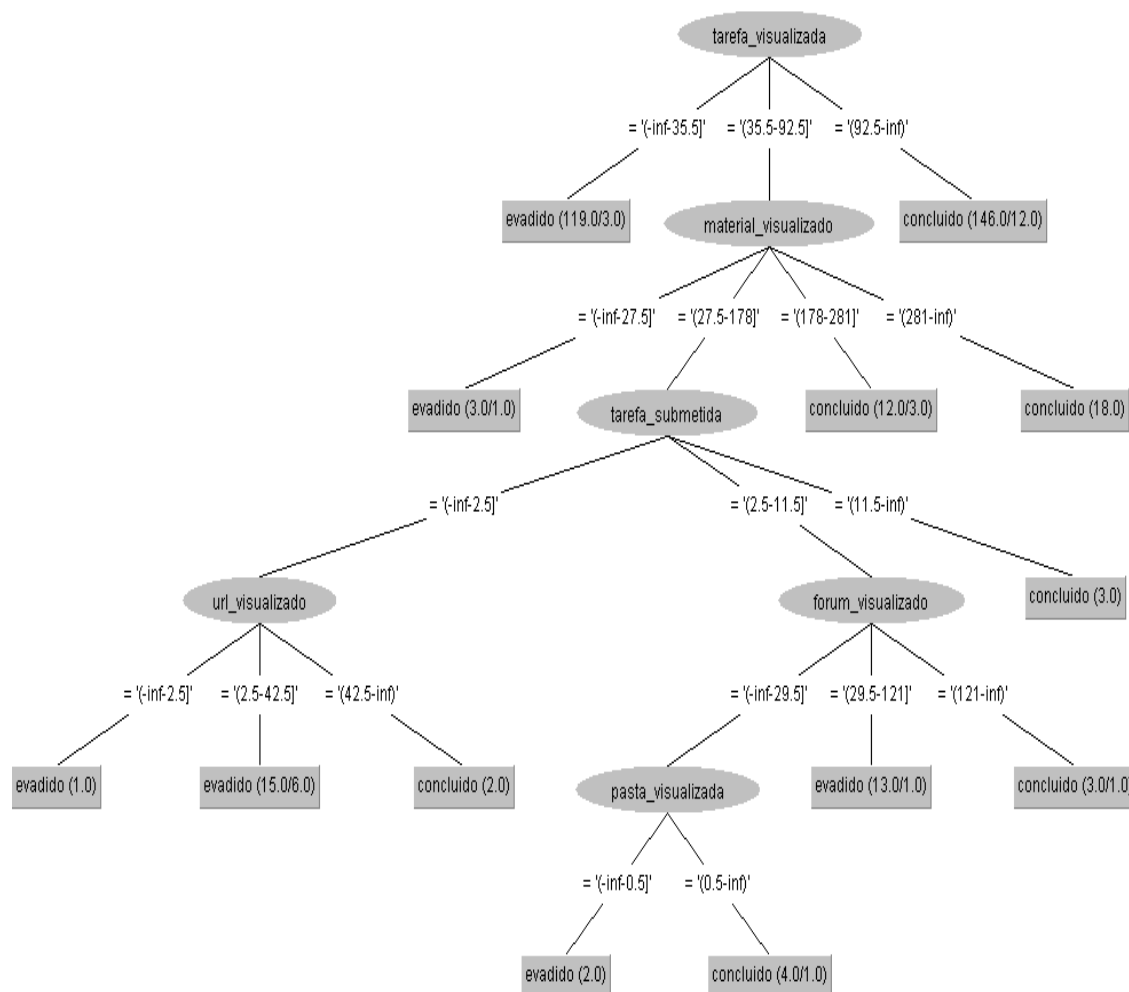 tarefa_visualizada
= '(-inf-35.5]' = '(35.5-92.5]' = '(92.5-inf)'
evadido (119.0/3.0) material_visualizado concluido (146.0/12.0)
= '(-inf-27.5]' = '(27.5-178]' = '(178-281]' = '(281-inf)'
evadido (3.0/1.0) tarefa_submetida concluido (12.0/3.0) concluido (18.0)
= '(-inf-2.5]' = '(2.5-11.5]' = '(11.5-inf)'
url_visualizado forum_visualizado concluido (3.0)
= '(-inf-2.5]' = '(2.5-42.5]' = '(42.5-inf)' = '(-inf-29.5]' = '(29.5-121]' = '(121-inf)'
evadido (1.0) evadido (15.0/6.0) concluido (2.0) pasta_visualizada evadido (13.0/1.0) concluido (3.0/1.0)
= '(-inf-0.5]' = '(0.5-inf)'
evadido (2.0) concluido (4.0/1.0)